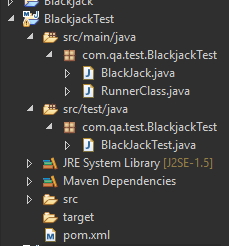 Blackjack
BlackjackTest
src/main/java
com.qa.test.BlackjackTest
BlackJack.java
RunnerClass.java
src/test/java
com.qa.test.BlackjackTest
BlackJackTest.java
JRE System Library [J2SE-1.5]
Maven Dependencies
src
target
pom.xml